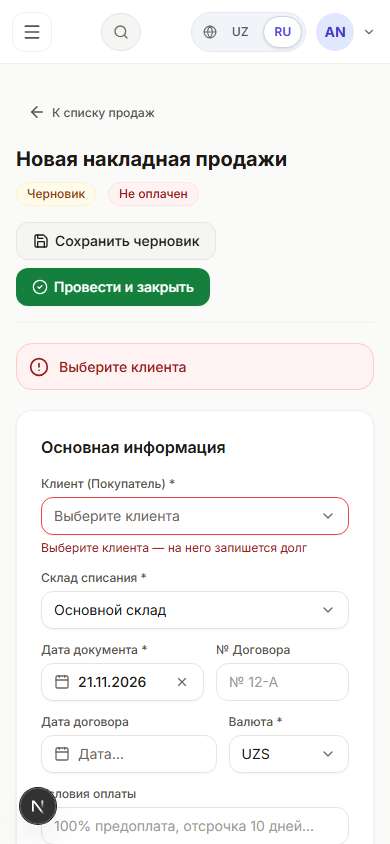 UZ
RU
AN
К списку продаж
Новая накладная продажи
Черновик
Не оплачен
Сохранить черновик
Провести и закрыть
Выберите клиента
Основная информация
Клиент (Покупатель) *
Выберите клиента
Выберите клиента — на него запишется долг
Склад списания *
Основной склад
Дата документа *
№ Договора
21.11.2026
№ 12-А
Дата договора
Валюта *
Дата...
UZS
N
оплаты
100% предоплата, отсрочка 10 дней...